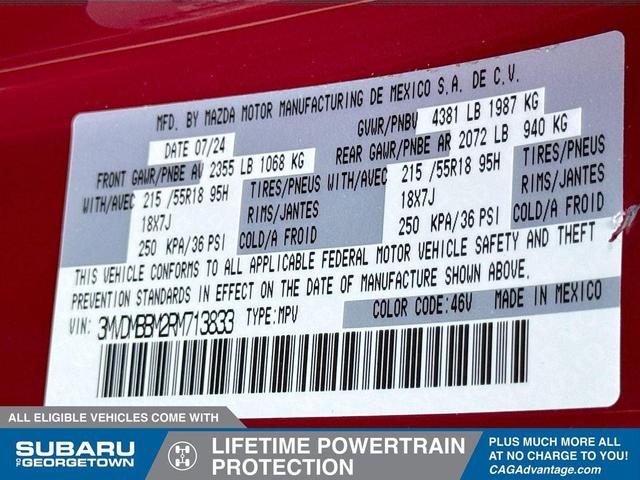 MFD. BY MAZDA MOTOR MANUFACTURING DE MEXICO S.A. DE C.V.
DATE 07/24 GVWR/PNBV 4381 LB 1987 KG
FRONT GAWR/PNBE AV 2355 LB 1068 KG REAR GAWR/PNBE AR 2072 LB 940 KG
WITH/AVEC 215 /55R18 95H TIRES/PNEUS WITH/AVEC 215 /55R18 95H TIRES/PNEUS
18X7J RIMS/JANTES 18X7J RIMS/JANTES
250 KPA/36 PSI COLD/A FROID 250 KPA/36 PSI COLD/A FROID
THIS VEHICLE CONFORMS TO ALL APPLICABLE FEDERAL MOTOR VEHICLE SAFETY AND THEFT
PREVENTION STANDARDS IN EFFECT ON THE DATE OF MANUFACTURE SHOWN ABOVE.
VIN: 3MVDMBBM2RM713833 TYPE:MPV COLOR CODE:46V MADE IN MEXICO
ALL ELIGIBLE VEHICLES COME WITH
SUBARU OF GEORGETOWN
LIFETIME POWERTRAIN
PROTECTION
PLUS MUCH MORE ALL
AT NO CHARGE TO YOU!
CAGAdvantage.com